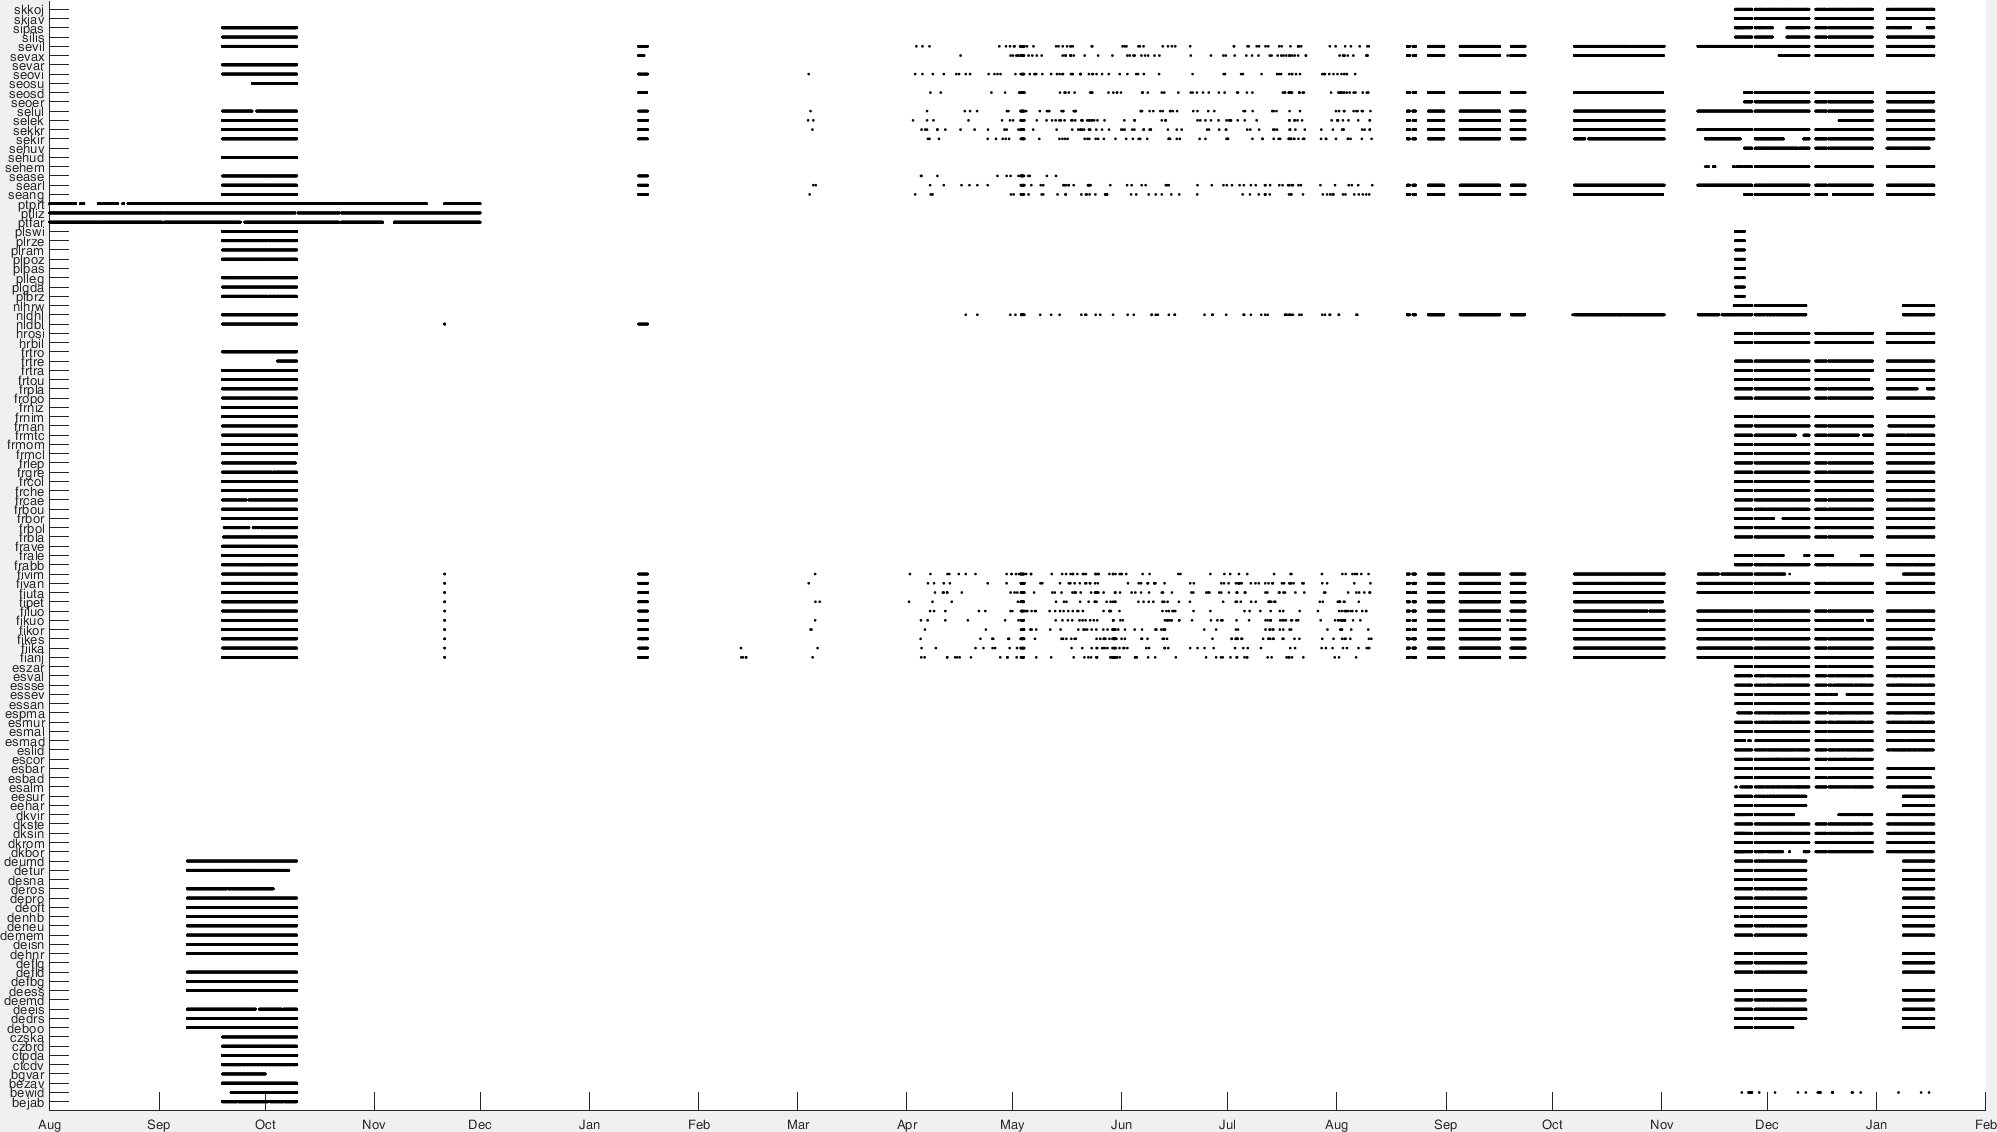 skkoj
skjav
sipas
silis
sevil
sevax
sevar
seovi
seosu
seosd
seoer
selul
selek
sekkr
sekir
sehuv
sehud
sehem
sease
searl
seang
ptprt
ptliz
ptfar
plswi
plrze
plram
plpoz
plpas
plleg
plgda
plbrz
nlhrw
nldhl
nldbl
hrosi
hrbil
frtro
frtre
frtra
frtou
frpla
fropo
frniz
frnim
frnan
frmtc
frmom
frmcl
frlep
frgre
frcol
frche
frcae
frbou
frbor
frbol
frbla
frave
frale
frabb
fivim
fivan
fiuta
fipet
filuo
fikuo
fikor
fikes
fiika
fianj
eszar
esval
essse
essev
essan
espma
esmur
esmal
esmad
eslid
escor
esbar
esbad
esalm
eesur
eehar
dkvir
dkste
dksin
dkrom
dkbor
deumd
detur
desna
deros
depro
deoft
denhb
deneu
demem
deisn
dehnr
deflg
defld
defbg
deess
deemd
deeis
dedrs
deboo
czska
czbrd
ctpda
ctcdv
bgvar
bezav
bewid
bejab
Aug Sep Oct Nov Dec Jan Feb Mar Apr May Jun Jul Aug Sep Oct Nov Dec Jan Feb